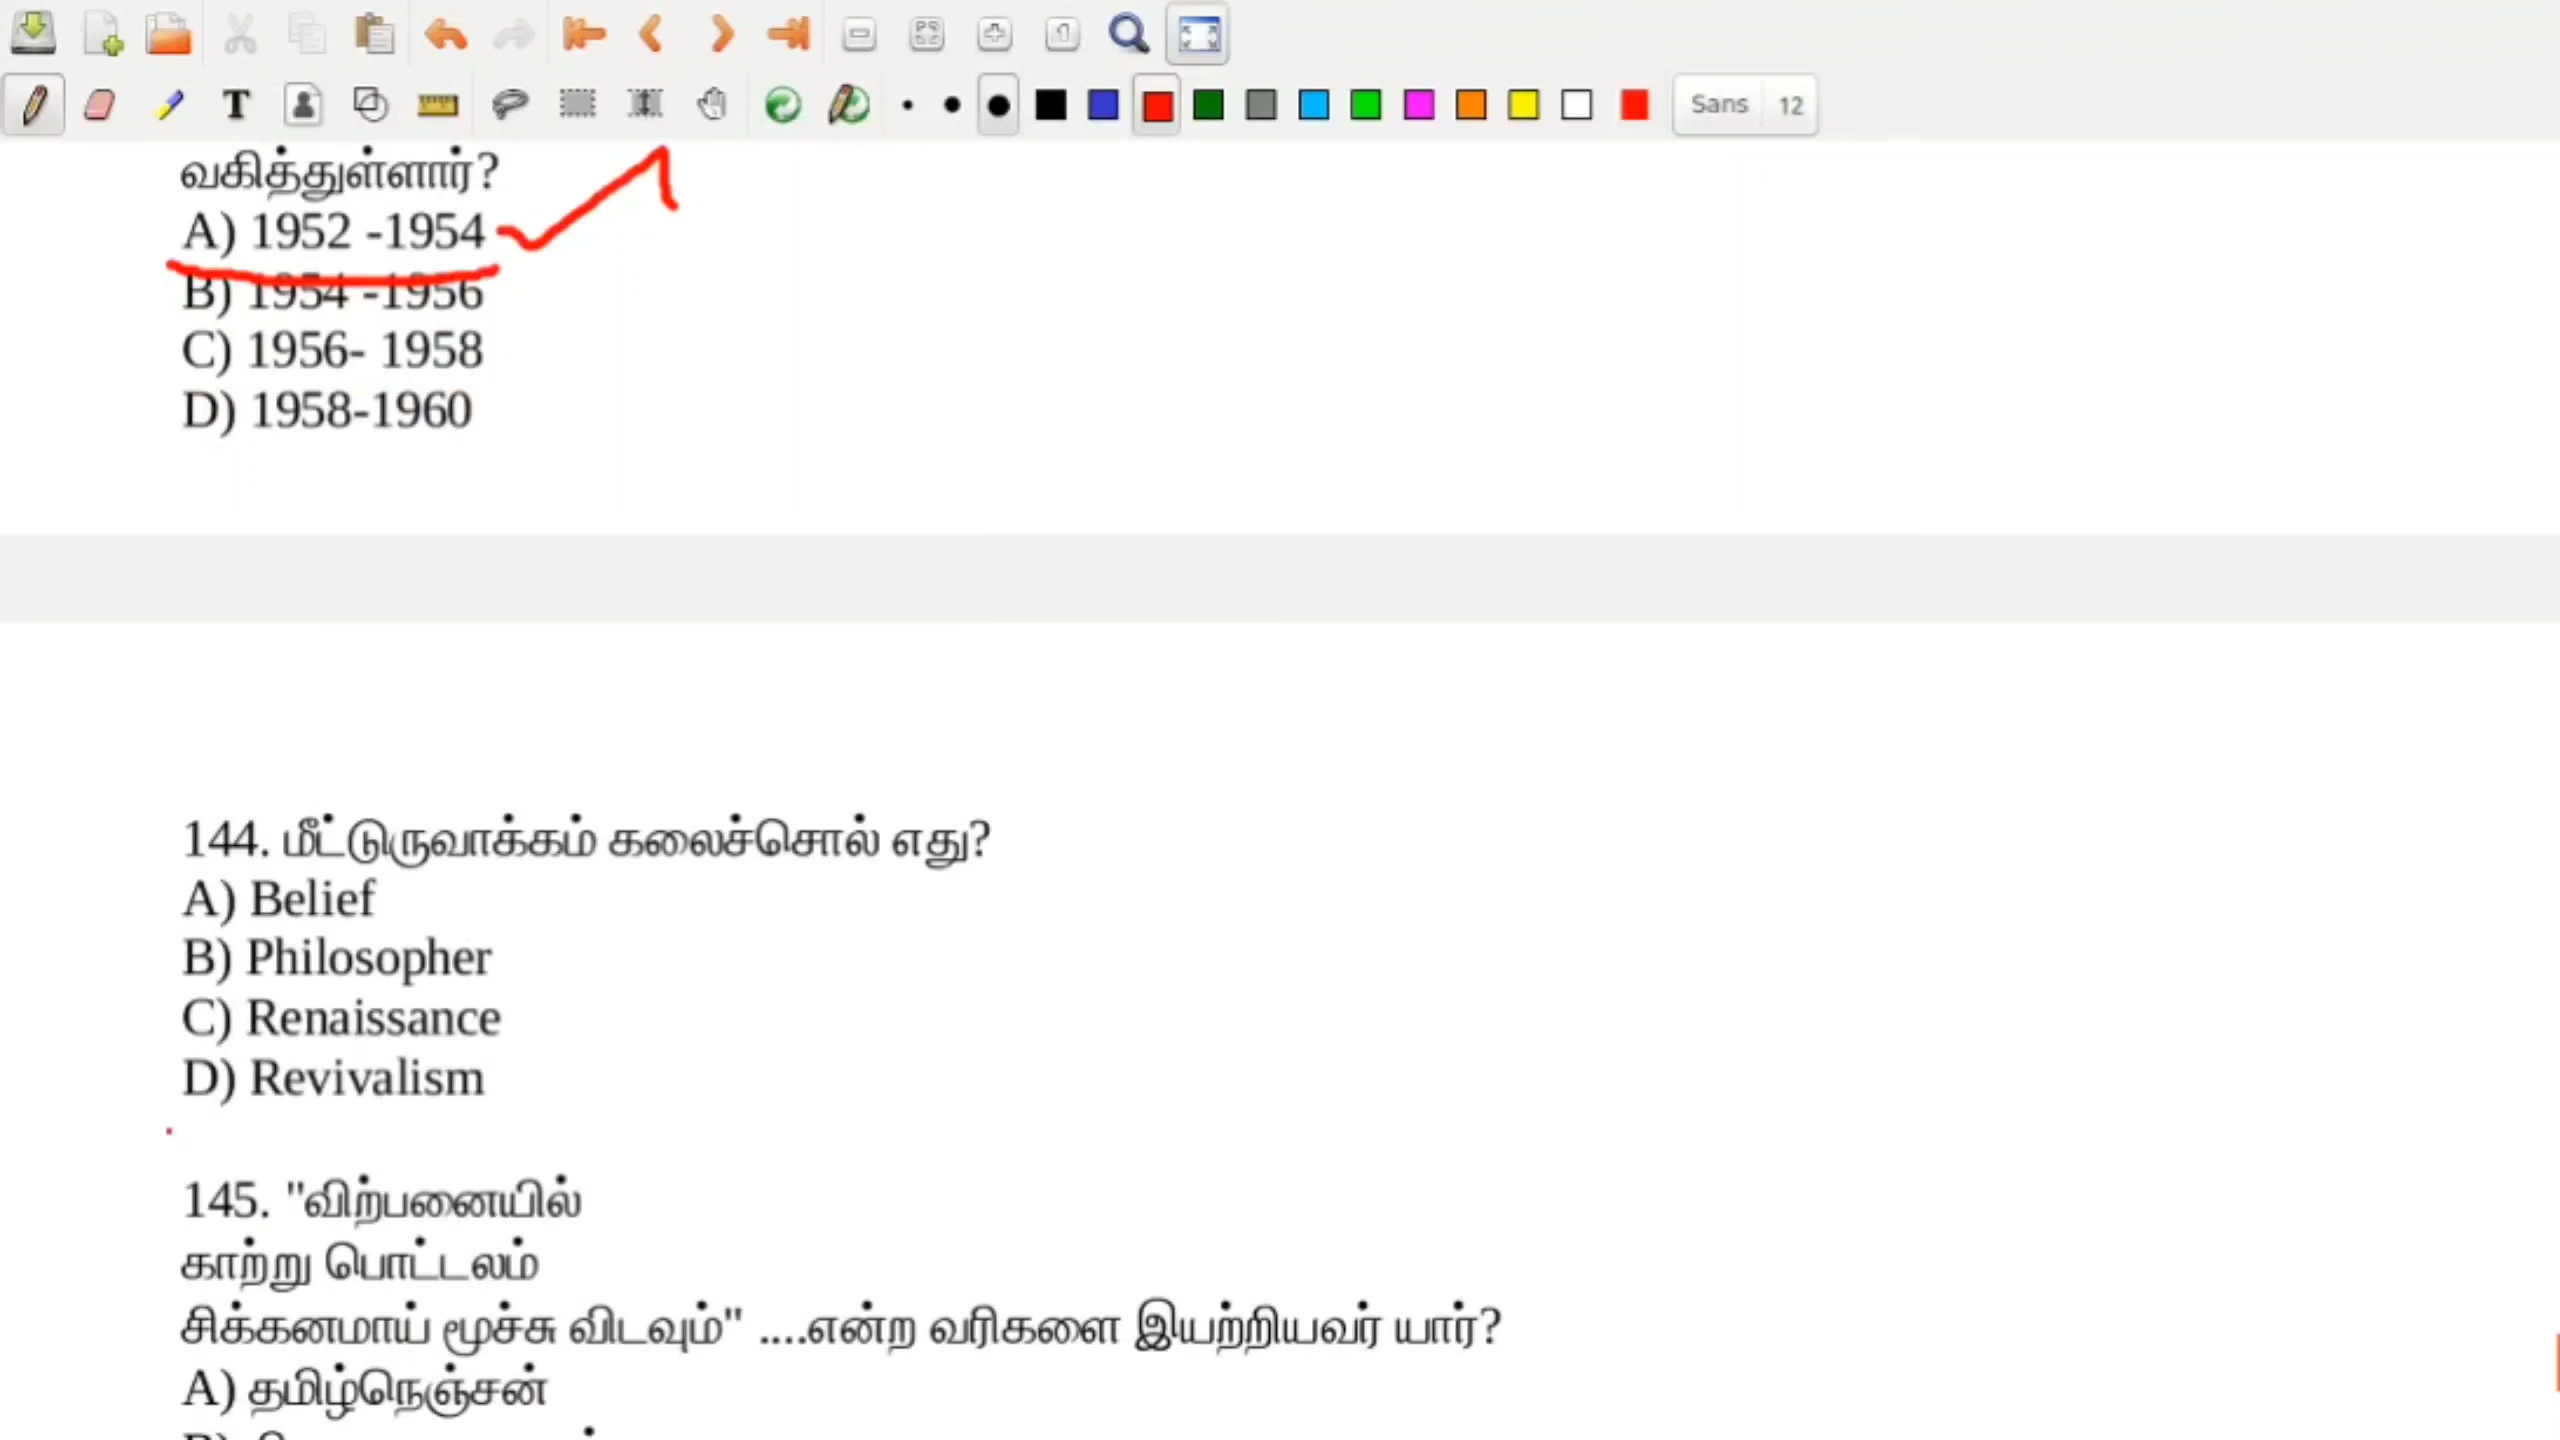 Sans 12
வகித்துள்ளார்?
A) 1952 -1954
B) 1954 -1956
C) 1956- 1958
D) 1958-1960
144. மீட்டுருவாக்கம் கலைச்சொல் எது?
A) Belief
B) Philosopher
C) Renaissance
D) Revivalism
145. "விற்பனையில்
காற்று பொட்டலம்
சிக்கனமாய் மூச்சு விடவும்" ....என்ற வரிகளை இயற்றியவர் யார்?
A) தமிழ்நெஞ்சன்